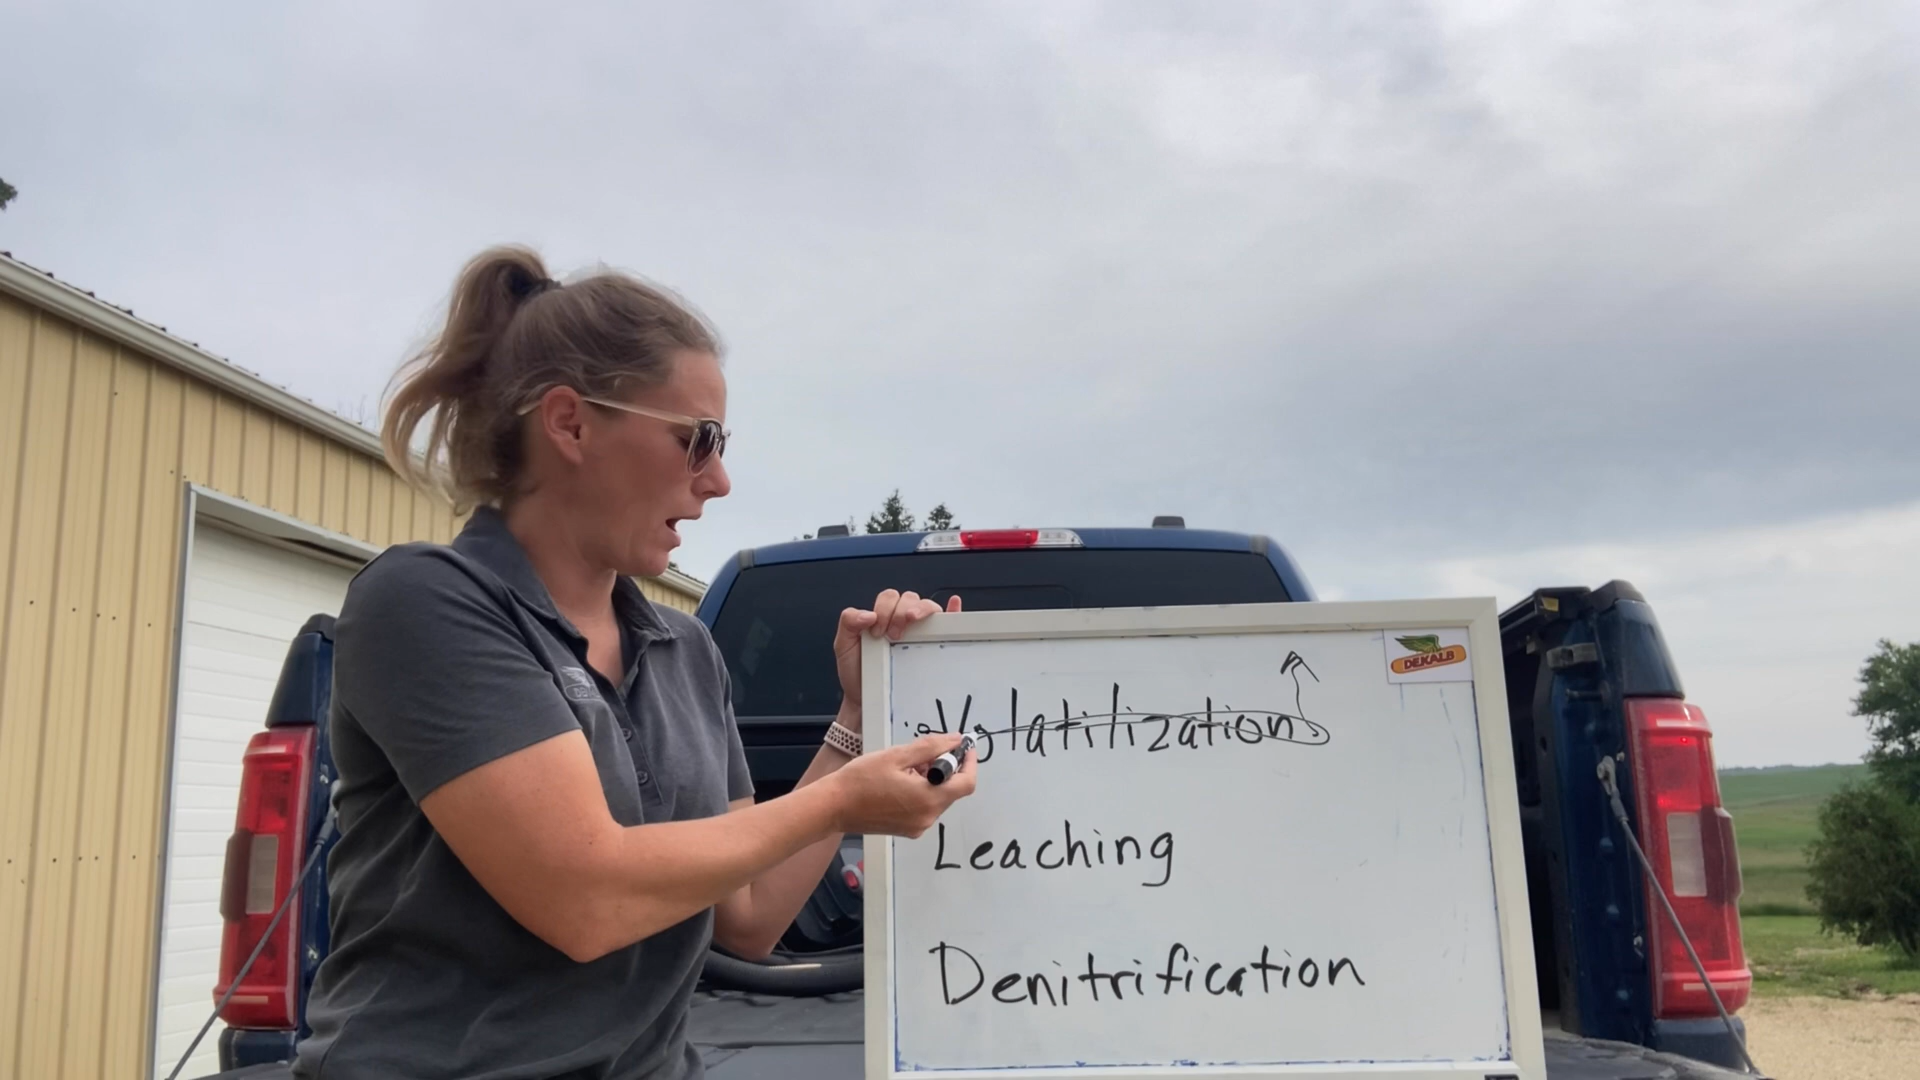 DEKALB
Volatilization
Leaching
Denitrification